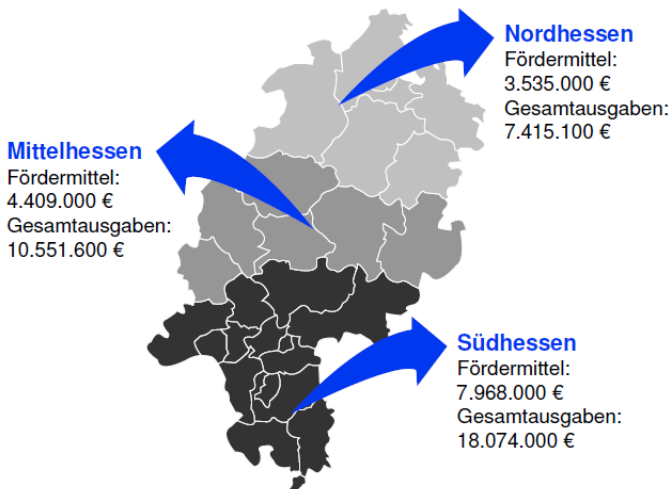 Nordhessen
Fördermittel:
3.535.000 €
Gesamtausgaben:
7.415.100 €
Mittelhessen
Fördermittel:
4.409.000 €
Gesamtausgaben:
10.551.600 €
Südhessen
Fördermittel:
7.968.000 €
Gesamtausgaben:
18.074.000 €